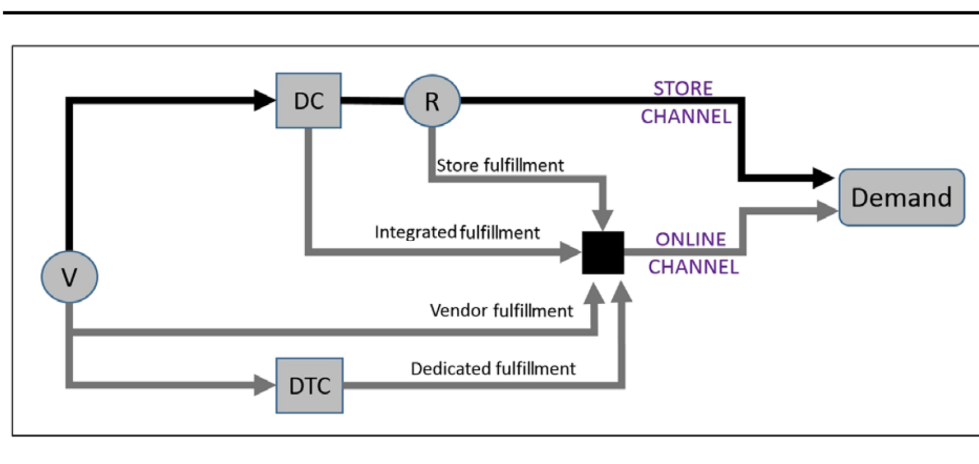 DC
R
STORE
CHANNEL
Store fulfillment
Demand
Integrated fulfillment
ONLINE
CHANNEL
V
Vendor fulfillment
Dedicated fulfillment
DTC